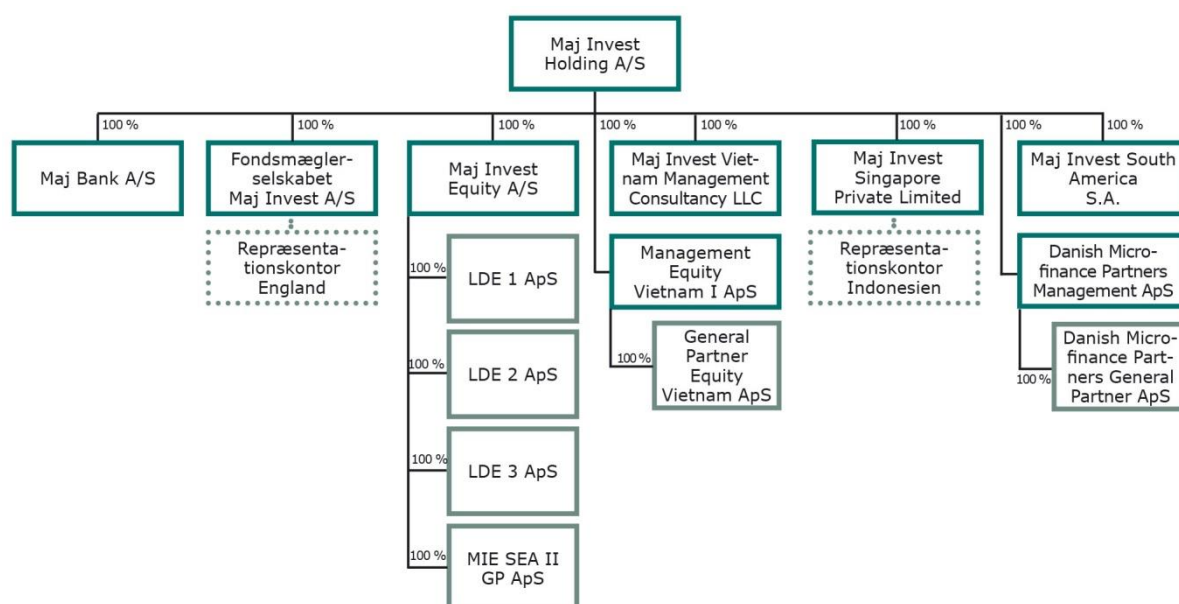 Maj Invest
Holding A/S
100 %
100 %
100 %
100 %
100 %
100 %
100 %
100 %
Maj Bank A/S
Fondsmægler-
selskabet
Maj Invest A/S
Maj Invest
Equity A/S
Maj Invest Viet-
nam Management
Consultancy LLC
Maj Invest
Singapore
Private Limited
Maj Invest South
America
S.A.
Repræsenta-
tionskontor
England
100 %
LDE 1 ApS
Management
Equity
Vietnam I ApS
Repræsenta-
tionskontor
Indonesien
Danish Micro-
finance Partners
Management ApS
100 %
LDE 2 ApS
100 %
General
Partner
Equity
Vietnam ApS
100 %
Danish Micro-
finance Part-
ners General
Partner ApS
100 %
LDE 3 ApS
100 %
MIE SEA II
GP ApS